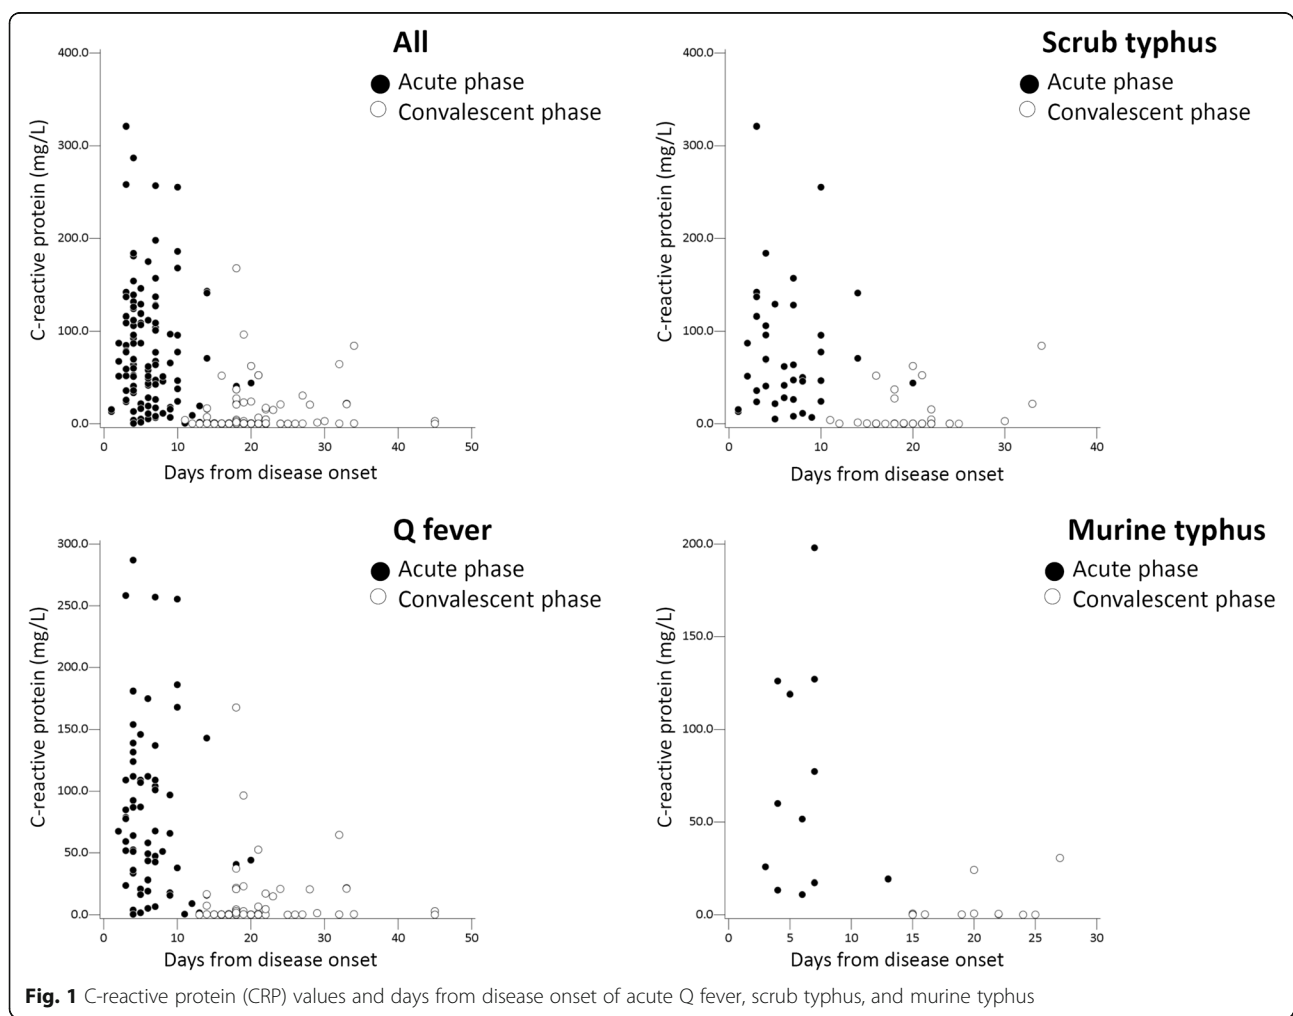 All
Acute phase
Convalescent phase
C-reactive protein (mg/L)
400.0
300.0
200.0
100.0
0.0
0 10 20 30 40 50
Days from disease onset
Scrub typhus
Acute phase
Convalescent phase
C-reactive protein (mg/L)
400.0
300.0
200.0
100.0
0.0
0 10 20 30 40
Days from disease onset
Q fever
Acute phase
Convalescent phase
C-reactive protein (mg/L)
300.0
250.0
200.0
150.0
100.0
50.0
0.0
0 10 20 30 40 50
Days from disease onset
Murine typhus
Acute phase
Convalescent phase
C-reactive protein (mg/L)
200.0
150.0
100.0
50.0
0.0
0 5 10 15 20 25 30
Days from disease onset
Fig. 1 C-reactive protein (CRP) values and days from disease onset of acute Q fever, scrub typhus, and murine typhus